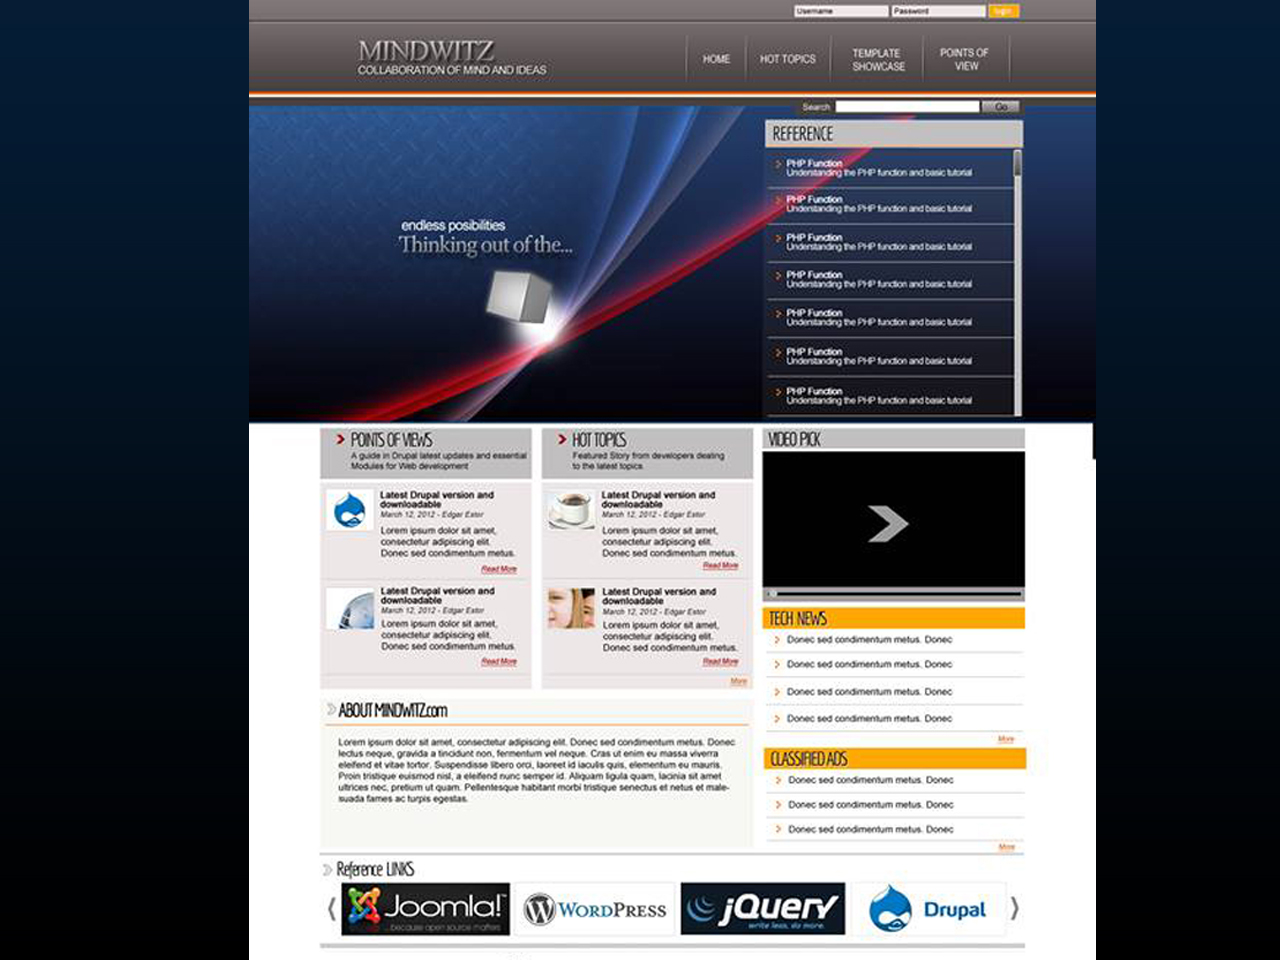 Username
Password
login
MINDWITZ
COLLABORATION OF MIND AND IDEAS
HOME
HOT TOPICS
TEMPLATE
SHOWCASE
POINTS OF
VIEW
Search
Go
endless posibilities
Thinking out of the...
REFERENCE
PHP Function
Understanding the PHP function and basic tutorial
PHP Function
Understanding the PHP function and basic tutorial
PHP Function
Understanding the PHP function and basic tutorial
PHP Function
Understanding the PHP function and basic tutorial
PHP Function
Understanding the PHP function and basic tutorial
PHP Function
Understanding the PHP function and basic tutorial
PHP Function
Understanding the PHP function and basic tutorial
POINTS OF VIEWS
A guide in Drupal latest updates and essential
Modules for Web development
Latest Drupal version and
downloadable
March 12, 2012 - Edgar Estor
Lorem ipsum dolor sit amet,
consectetur adipiscing elit.
Donec sed condimentum metus.
Read More
Latest Drupal version and
downloadable
March 12, 2012 - Edgar Estor
Lorem ipsum dolor sit amet,
consectetur adipiscing elit.
Donec sed condimentum metus.
Read More
HOT TOPICS
Featured Story from developers dealing
to the latest topics.
Latest Drupal version and
downloadable
March 12, 2012 - Edgar Estor
Lorem ipsum dolor sit amet,
consectetur adipiscing elit.
Donec sed condimentum metus.
Read More
Latest Drupal version and
downloadable
March 12, 2012 - Edgar Estor
Lorem ipsum dolor sit amet,
consectetur adipiscing elit.
Donec sed condimentum metus.
Read More
More
VIDEO PICK
TECH NEWS
Donec sed condimentum metus. Donec
Donec sed condimentum metus. Donec
Donec sed condimentum metus. Donec
Donec sed condimentum metus. Donec
More
CLASSIFIED ADS
Donec sed condimentum metus. Donec
Donec sed condimentum metus. Donec
Donec sed condimentum metus. Donec
More
ABOUT MINDWITZ.com
Lorem ipsum dolor sit amet, consectetur adipiscing elit. Donec sed condimentum metus. Donec
lectus neque, gravida a tincidunt non, fermentum vel neque. Cras ut enim eu massa viverra
eleifend et vitae tortor. Suspendisse libero orci, laoreet id iaculis quis, elementum eu mauris.
Proin tristique euismod nisl, a eleifend nunc semper id. Aliquam ligula quam, lacinia sit amet
ultrices nec, pretium ut quam. Pellentesque habitant morbi tristique senectus et netus et male-
suada fames ac turpis egestas.
Reference LINKS
Joomla!™
...because open source matters
WORDPRESS
jQuery
write less, do more.
Drupal